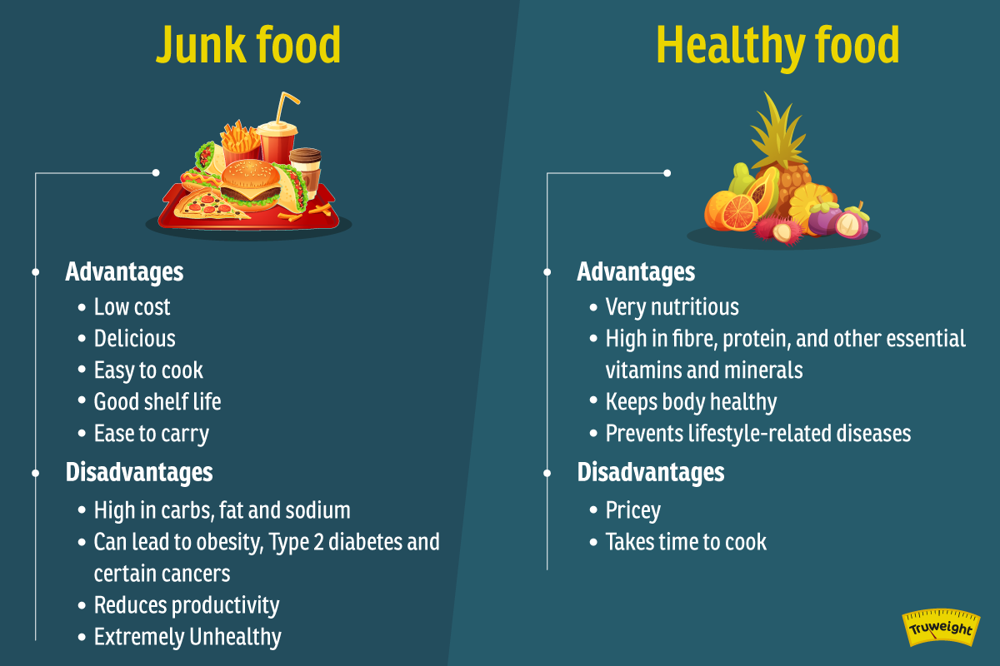 Junk food
Advantages
• Low cost
• Delicious
• Easy to cook
• Good shelf life
• Ease to carry
Disadvantages
• High in carbs, fat and sodium
• Can lead to obesity, Type 2 diabetes and
certain cancers
• Reduces productivity
• Extremely Unhealthy
Healthy food
Advantages
• Very nutritious
• High in fibre, protein, and other essential
vitamins and minerals
• Keeps body healthy
• Prevents lifestyle-related diseases
Disadvantages
• Pricey
• Takes time to cook
Truweight